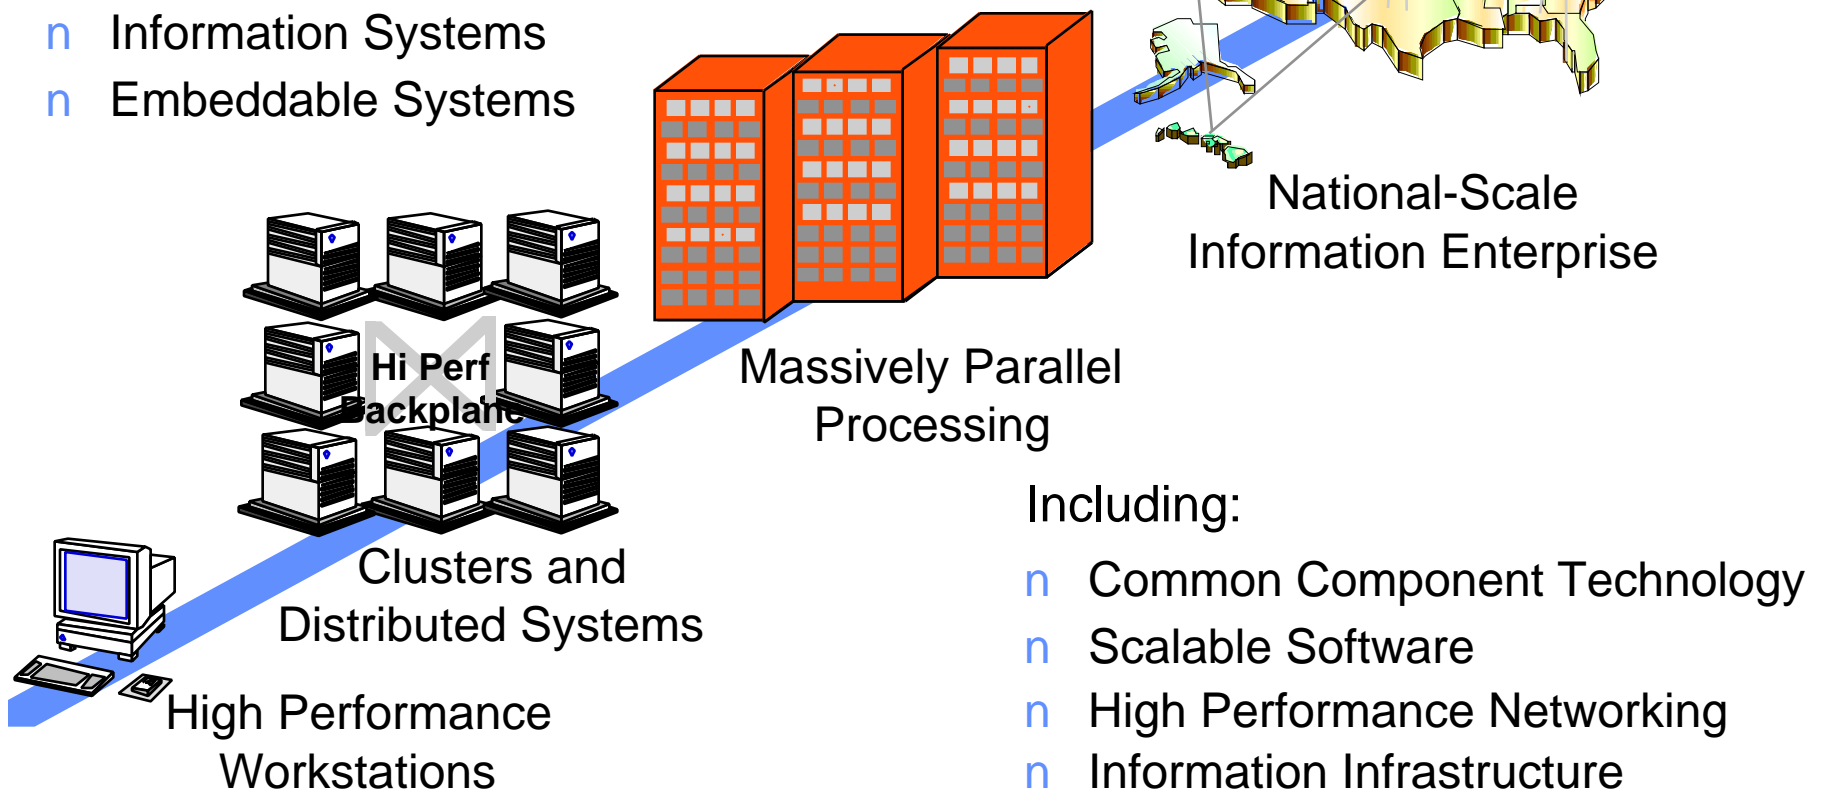 n Information Systems
n Embeddable Systems
National-Scale
Information Enterprise
Hi Perf
Backplane
Massively Parallel
Processing
Clusters and
Distributed Systems
High Performance
Workstations
Including:
n Common Component Technology
n Scalable Software
n High Performance Networking
n Information Infrastructure